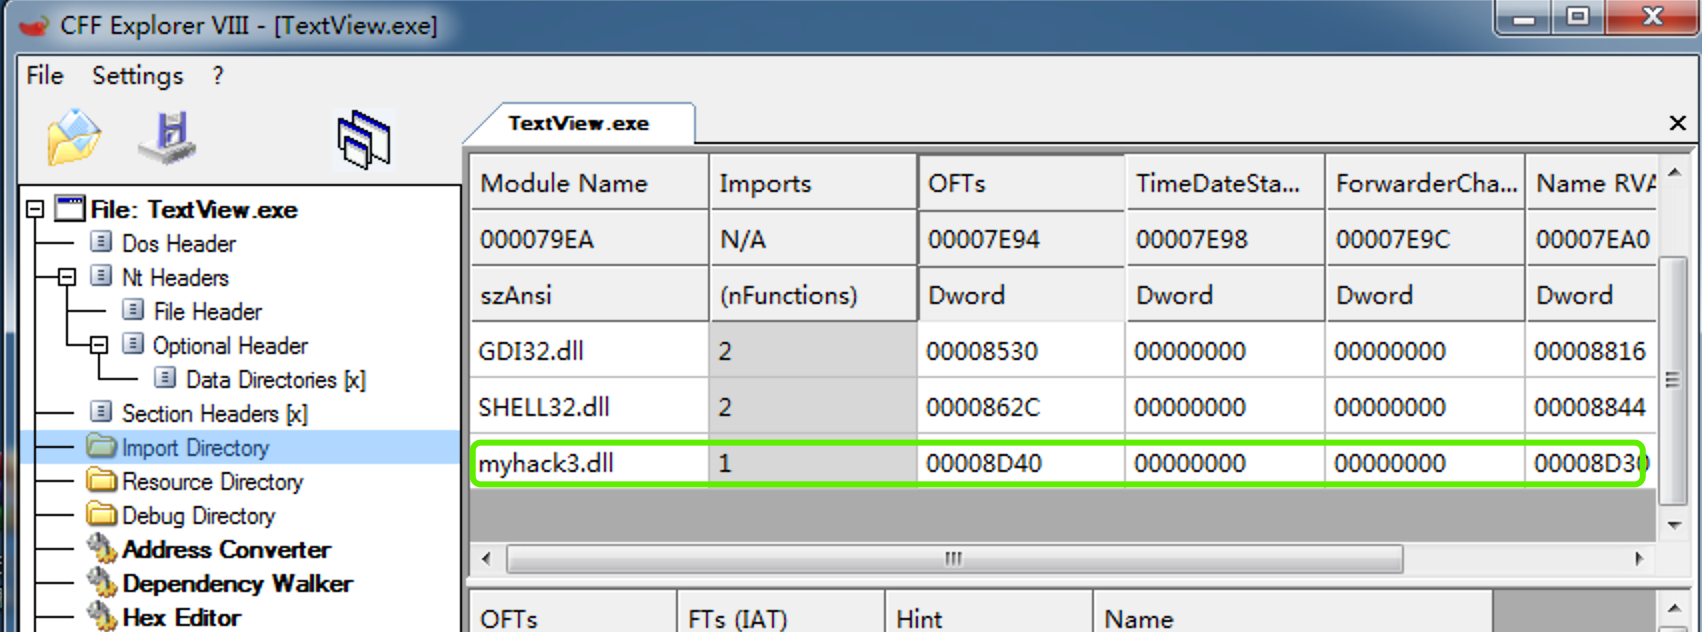 CFF Explorer VIII - [TextView.exe]
File Settings ?
TextView.exe
File: TextView.exe
Dos Header
Nt Headers
File Header
Optional Header
Data Directories [x]
Section Headers [x]
Import Directory
Resource Directory
Debug Directory
Address Converter
Dependency Walker
Hex Editor
Module Name Imports OFTs TimeDateSta... ForwarderCha... Name RVA
000079EA N/A 00007E94 00007E98 00007E9C 00007EA0
szAnsi (nFunctions) Dword Dword Dword Dword
GDI32.dll 2 00008530 00000000 00000000 00008816
SHELL32.dll 2 0000862C 00000000 00000000 00008844
myhack3.dll 1 00008D40 00000000 00000000 00008D30
OFTs FTs (IAT) Hint Name